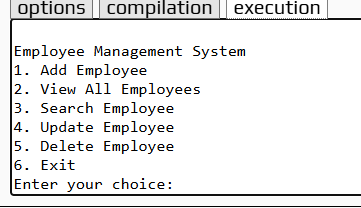 options compilation execution
Employee Management System
1. Add Employee
2. View All Employees
3. Search Employee
4. Update Employee
5. Delete Employee
6. Exit
Enter your choice: